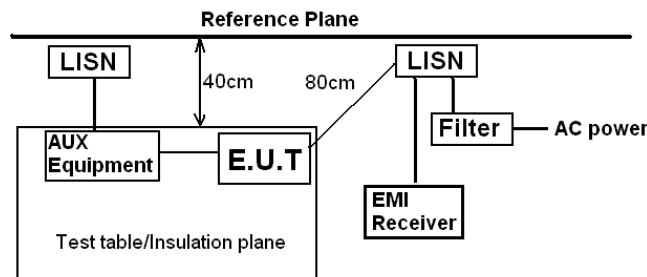 Reference Plane
LISN
40cm
80cm
LISN
AUX
Equipment
E.U.T
Filter
AC power
EMI
Receiver
Test table/Insulation plane